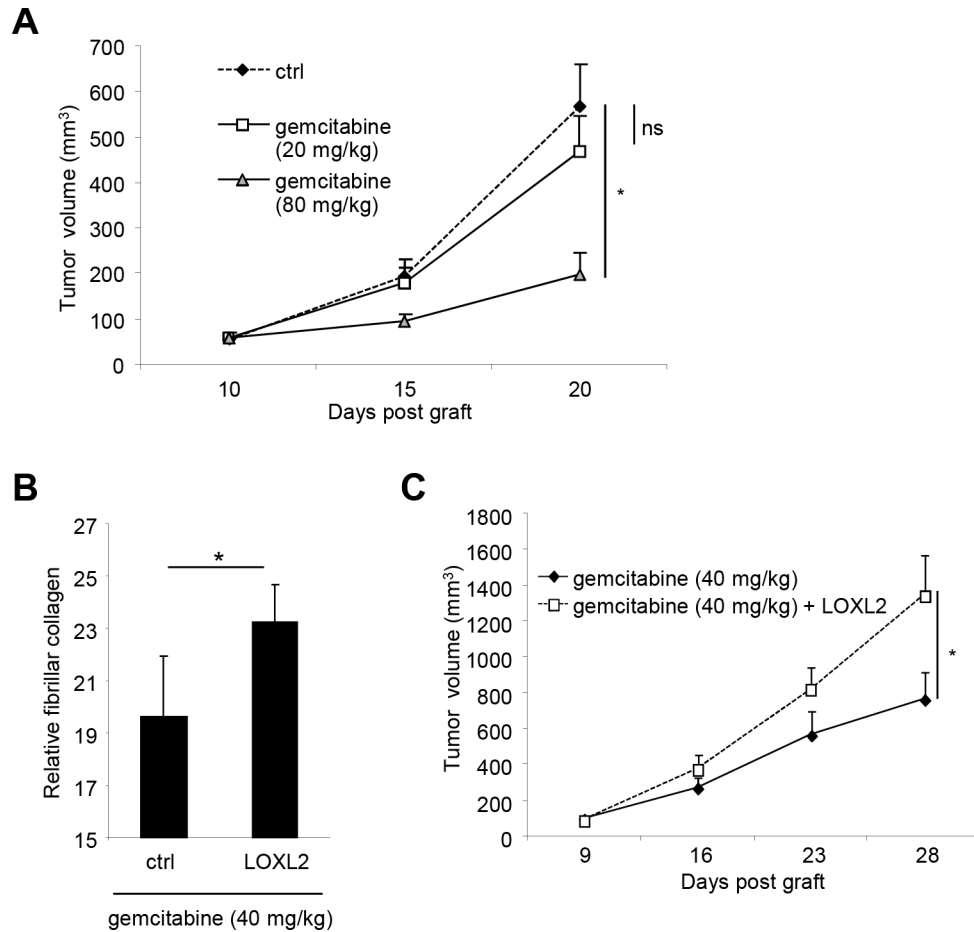 A
700
600
500
400
300
200
100
0
Tumor volume (mm³)
ctrl
gemcitabine
(20 mg/kg)
gemcitabine
(80 mg/kg)
ns
*
10 15 20
Days post graft
B
27
25
23
21
19
17
15
Relative fibrillar collagen
*
ctrl LOXL2
gemcitabine (40 mg/kg)
C
1800
1600
1400
1200
1000
800
600
400
200
0
Tumor volume (mm³)
gemcitabine (40 mg/kg)
gemcitabine (40 mg/kg) + LOXL2
*
9 16 23 28
Days post graft